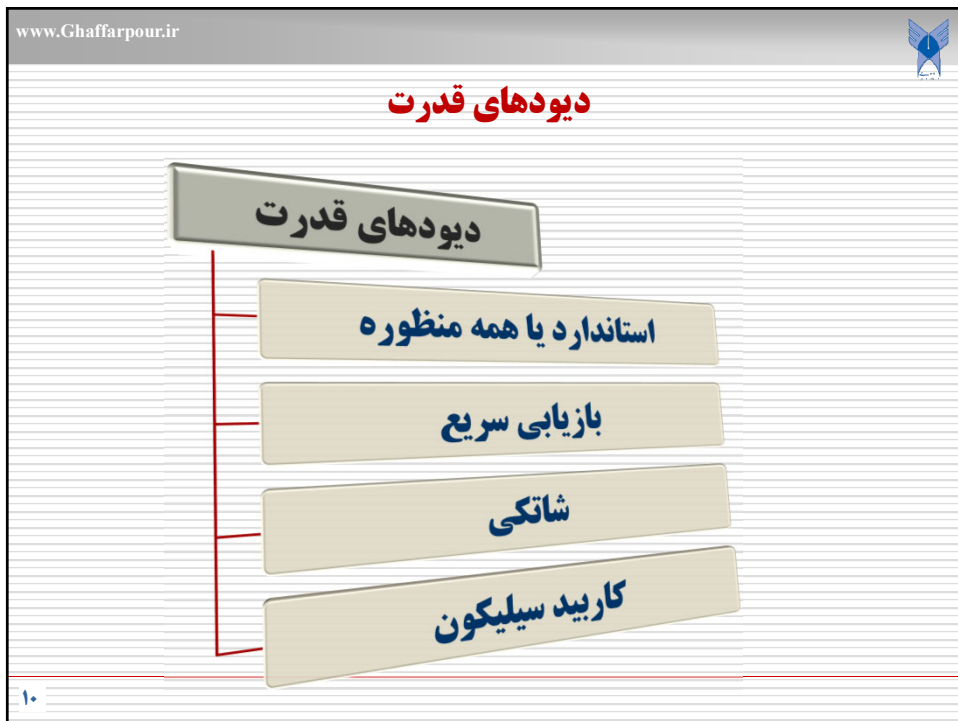 www.Ghaffarpour.ir
دیودهای قدرت
دیودهای قدرت
استاندارد یا همه منظوره
بازیابی سریع
شاتکی
کاربید سیلیکون
۱۰